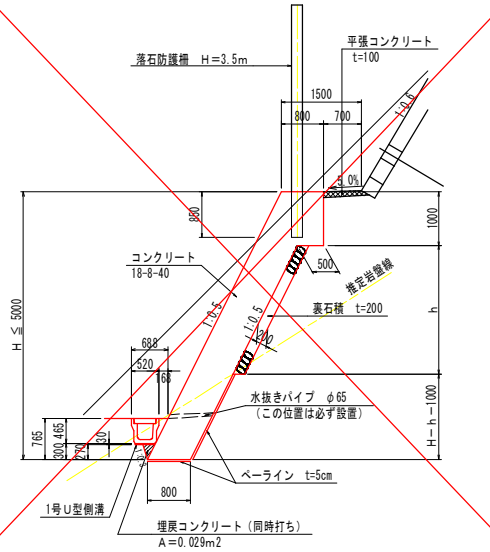 落石防護柵 H=3.5m
平張コンクリート
t=100
1500
800
700
1:0.6
5.0%
850
1000
コンクリート
18-8-40
500
推定岩盤線
1:0.5
1:0.5
裏石積 t=200
200
h
H≦5000
688
520
168
水抜きパイプ φ65
(この位置は必ず設置)
H-h-1000
765
465
300
30
270
ペーライン t=5cm
800
1号U型側溝
埋戻コンクリート(同時打ち)
A=0.029m2